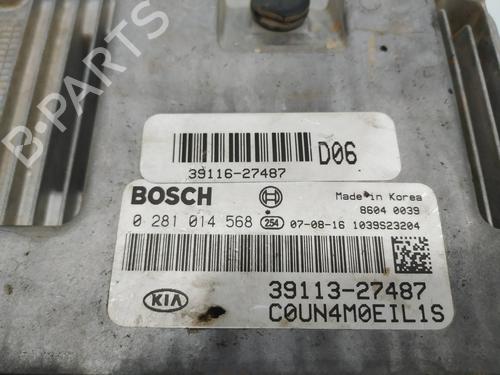 B-PARTS
D06
39116-27487
BOSCH
Made in Korea
8604 0039
0 281 014 568 254 07-08-16 1039S23204
KIA
39113-27487
C0UN4M0EIL1S